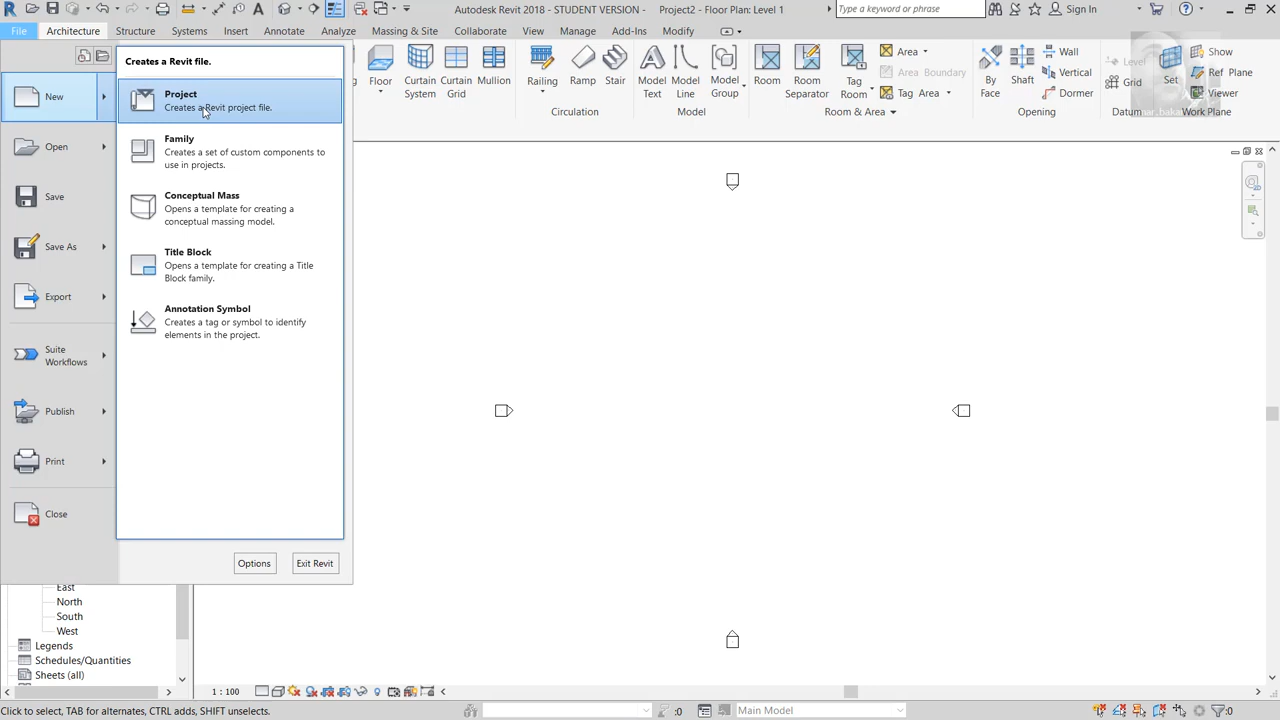 Autodesk Revit 2018 - STUDENT VERSION - Project2 - Floor Plan: Level 1
Type a keyword or phrase
Sign In
File
Architecture
Structure
Systems
Insert
Annotate
Analyze
Massing & Site
Collaborate
View
Manage
Add-Ins
Modify
Floor
Curtain
System
Curtain
Grid
Mullion
Railing
Ramp
Stair
Circulation
Model
Text
Model
Line
Model
Group
Model
Room
Room
Separator
Tag
Room
Area
Area Boundary
Tag Area
Room & Area
By
Face
Shaft
Wall
Vertical
Dormer
Opening
Level
Grid
Datum
Set
Show
Ref Plane
Viewer
Work Plane
New
Open
Save
Save As
Export
Suite
Workflows
Publish
Print
Close
Creates a Revit file.
Project
Creates a Revit project file.
Family
Creates a set of custom components to
use in projects.
Conceptual Mass
Opens a template for creating a
conceptual massing model.
Title Block
Opens a template for creating a Title
Block family.
Annotation Symbol
Creates a tag or symbol to identify
elements in the project.
Options
Exit Revit
East
North
South
West
Legends
Schedules/Quantities
Sheets (all)
1 : 100
Click to select, TAB for alternates, CTRL adds, SHIFT unselects.
:0
Main Model
:0